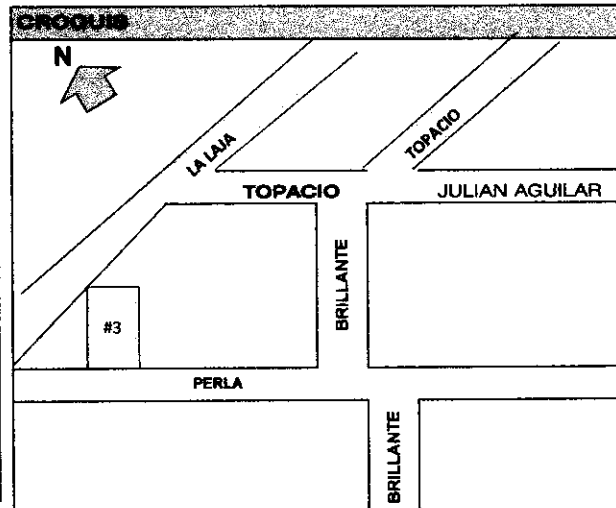 CROQUIS
N
LA LAJA
TOPACIO
TOPACIO
JULIAN AGUILAR
BRILLANTE
#3
PERLA
BRILLANTE